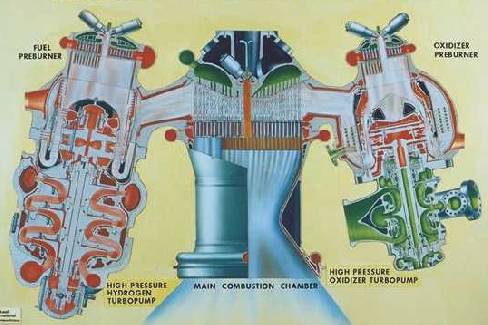 FUEL
PREBURNER
OXIDIZER
PREBURNER
HIGH PRESSURE
HYDROGEN
TURBOPUMP
MAIN COMBUSTION CHAMBER
HIGH PRESSURE
OXIDIZER TURBOPUMP